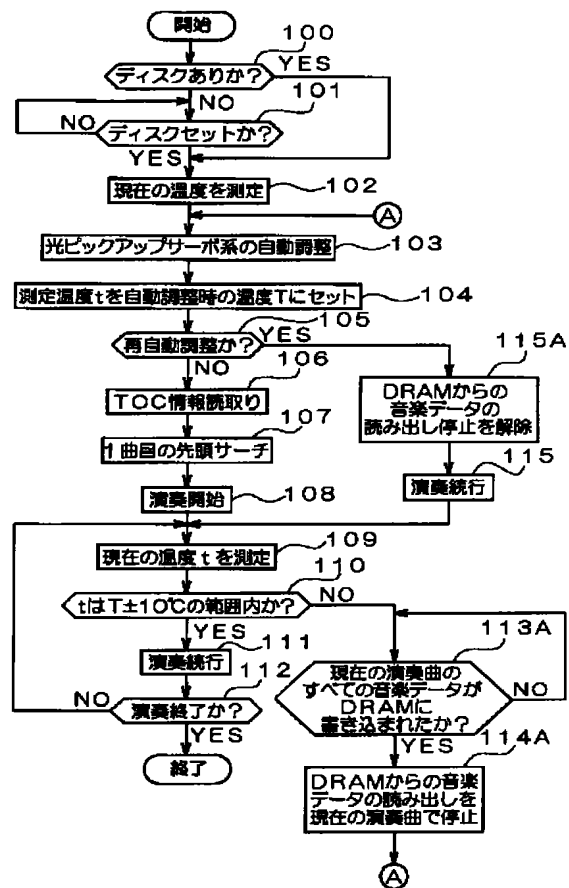 開始
100
ディスクありか?
YES
NO
101
NO
ディスクセットか?
YES
現在の温度を測定
102
A
光ピックアップサーボ系の自動調整
103
測定温度tを自動調整時の温度Tにセット
104
105
再自動調整か?
YES
NO
106
TOC情報読取り
107
1曲目の先頭サーチ
108
演奏開始
115A
DRAMからの
音楽データの
読み出し停止を解除
115
演奏続行
109
現在の温度tを測定
110
tはT±10℃の範囲内か?
NO
YES
111
演奏続行
112
NO
演奏終了か?
YES
終了
113A
現在の演奏曲の
すべての音楽データが
DRAMに
書き込まれたか?
NO
YES
114A
DRAMからの音楽
データの読み出しを
現在の演奏曲で停止
A